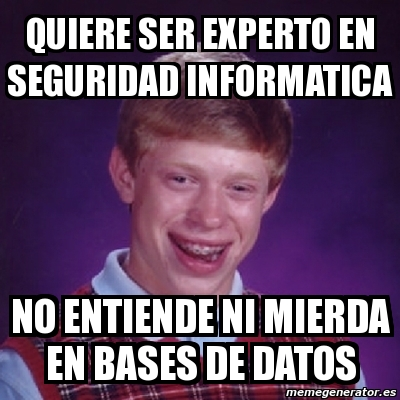 QUIERE SER EXPERTO EN
SEGURIDAD INFORMATICA
NO ENTIENDE NI MIERDA
EN BASES DE DATOS
memegenerator.es